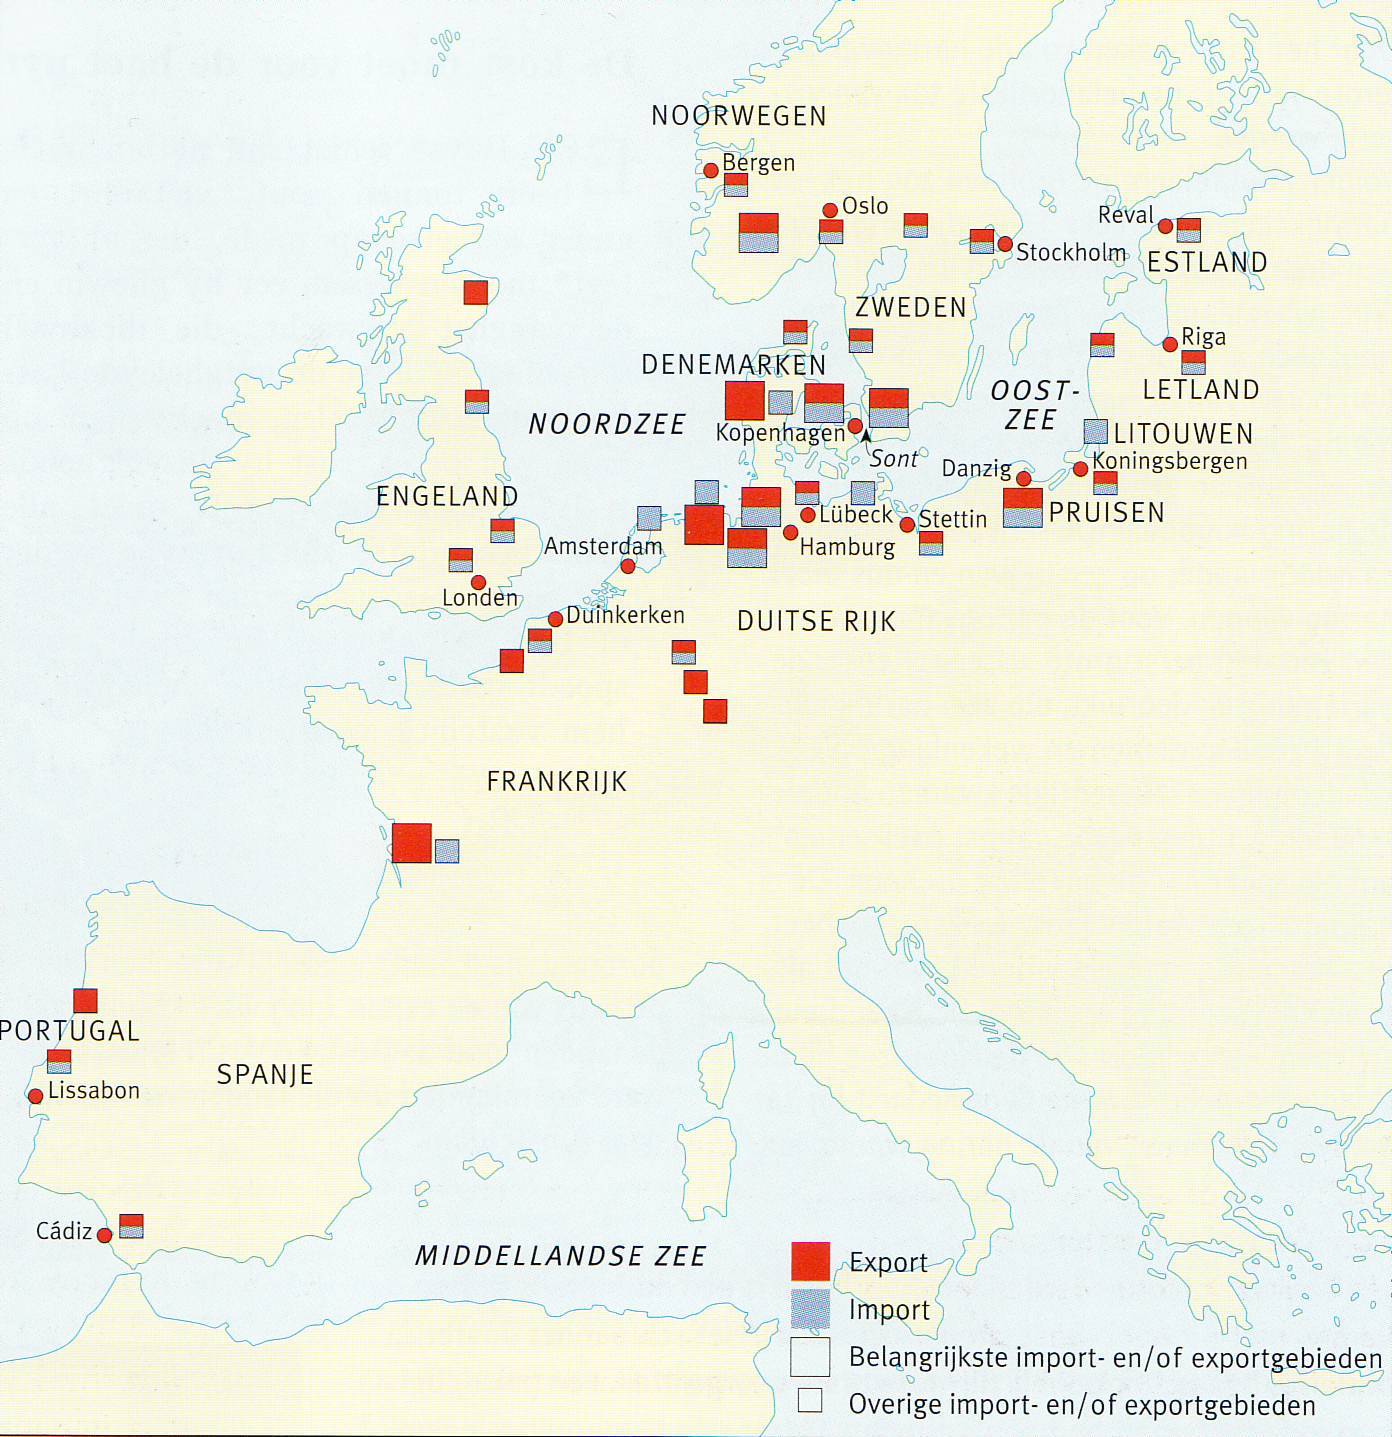 NOORWEGEN
Bergen
Oslo
Reval
Stockholm
ESTLAND
ZWEDEN
Riga
DENEMARKEN
LETLAND
OOST-
ZEE
NOORDZEE
Kopenhagen
LITOUWEN
Sont
Danzig
Koningsbergen
ENGELAND
PRUISEN
Lübeck
Stettin
Amsterdam
Hamburg
Londen
Duinkerken
DUITSE RIJK
FRANKRIJK
PORTUGAL
SPANJE
Lissabon
Cádiz
MIDDELLANDSE ZEE
Export
Import
Belangrijkste import- en/of exportgebieden
Overige import- en/of exportgebieden